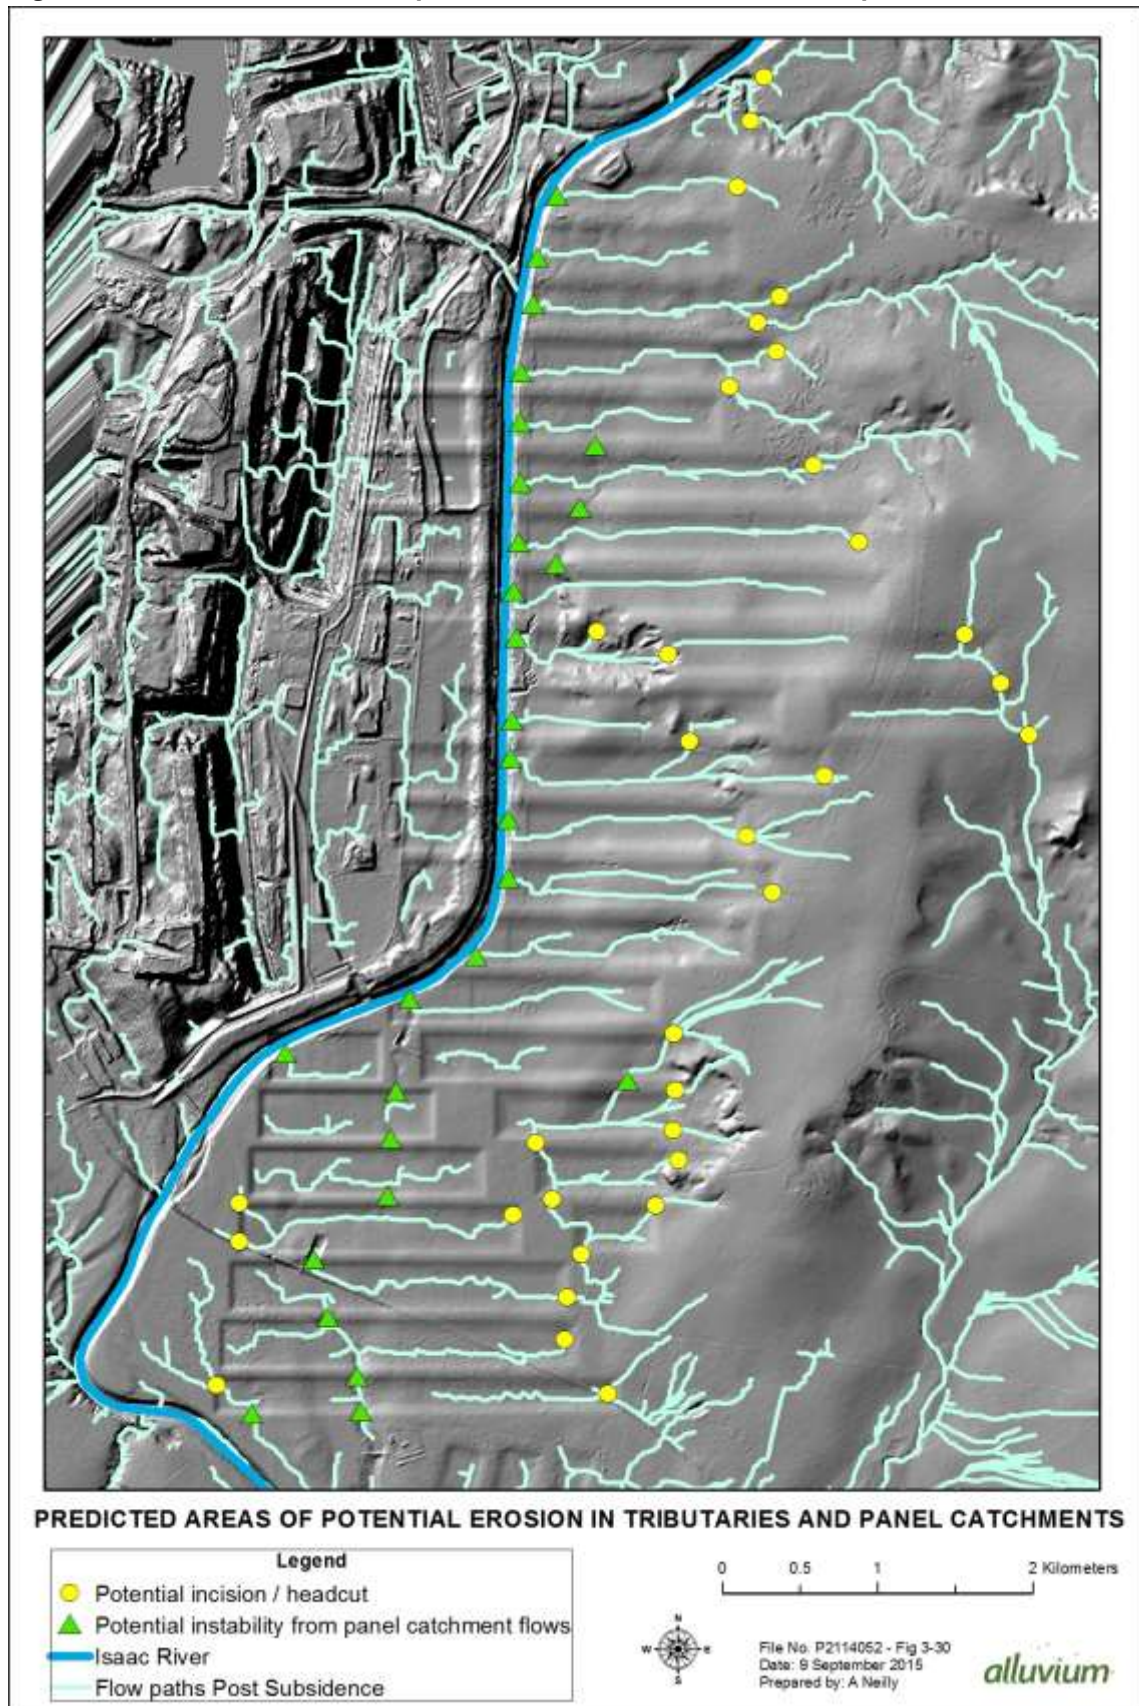 PREDICTED AREAS OF POTENTIAL EROSION IN TRIBUTARIES AND PANEL CATCHMENTS
Legend
Potential incision / headcut
Potential instability from panel catchment flows
Isaac River
Flow paths Post Subsidence
0 0.5 1 2 Kilometers
N
W E
S
File No. P2114052 - Fig 3-30
Date: 9 September 2015
Prepared by: A Neilly
alluvium